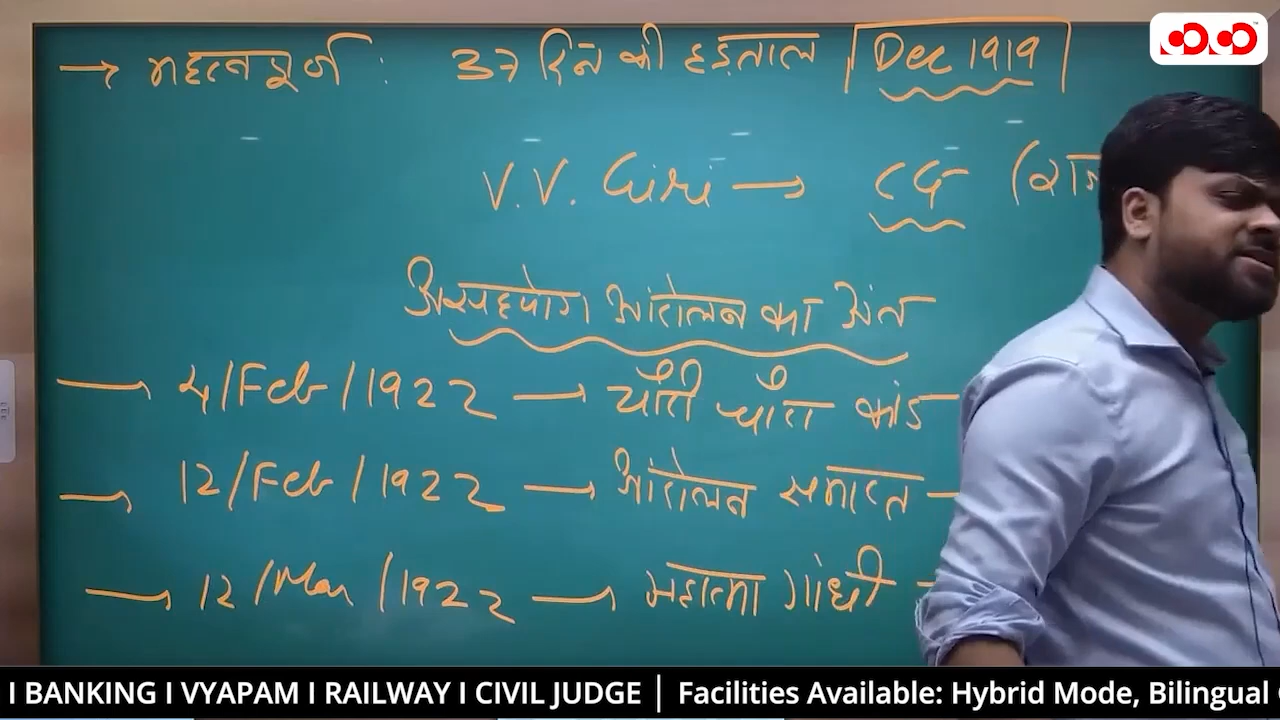 → महत्वपूर्ण : 37 दिन की हड़ताल Dec 1919
V.V. Giri → CG (राज
असहयोग आंदोलन का अंत
→ 4/Feb/1922 → चौरी चौरा कांड –
→ 12/Feb/1922 → आंदोलन समाप्त –
→ 12/Mar/1922 → महात्मा गांधी –
I BANKING I VYAPAM I RAILWAY I CIVIL JUDGE | Facilities Available: Hybrid Mode, Bilingual